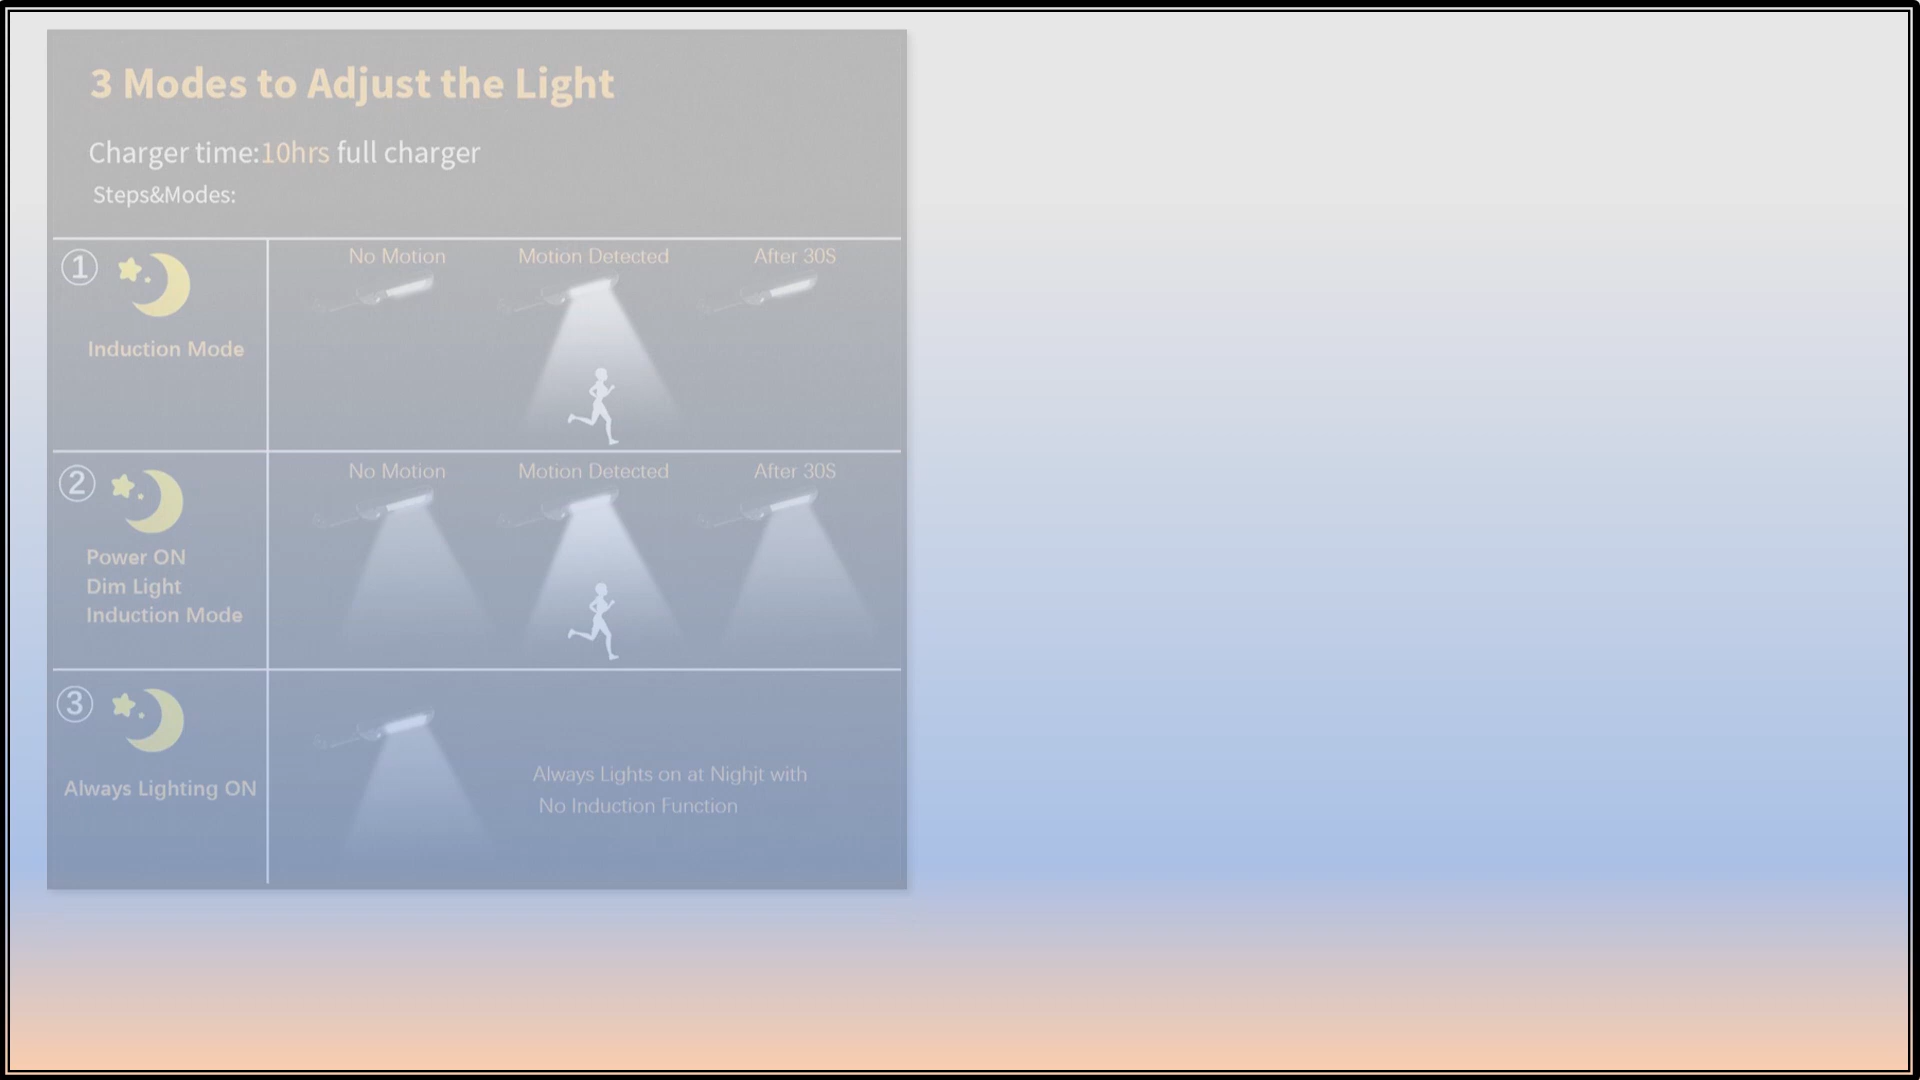 3 Modes to Adjust the Light
Charger time:10hrs full charger
Steps&Modes:
① No Motion Motion Detected After 30S
Induction Mode
② No Motion Motion Detected After 30S
Power ON
Dim Light
Induction Mode
③
Always Lighting ON
Always Lights on at Nighjt with
No Induction Function